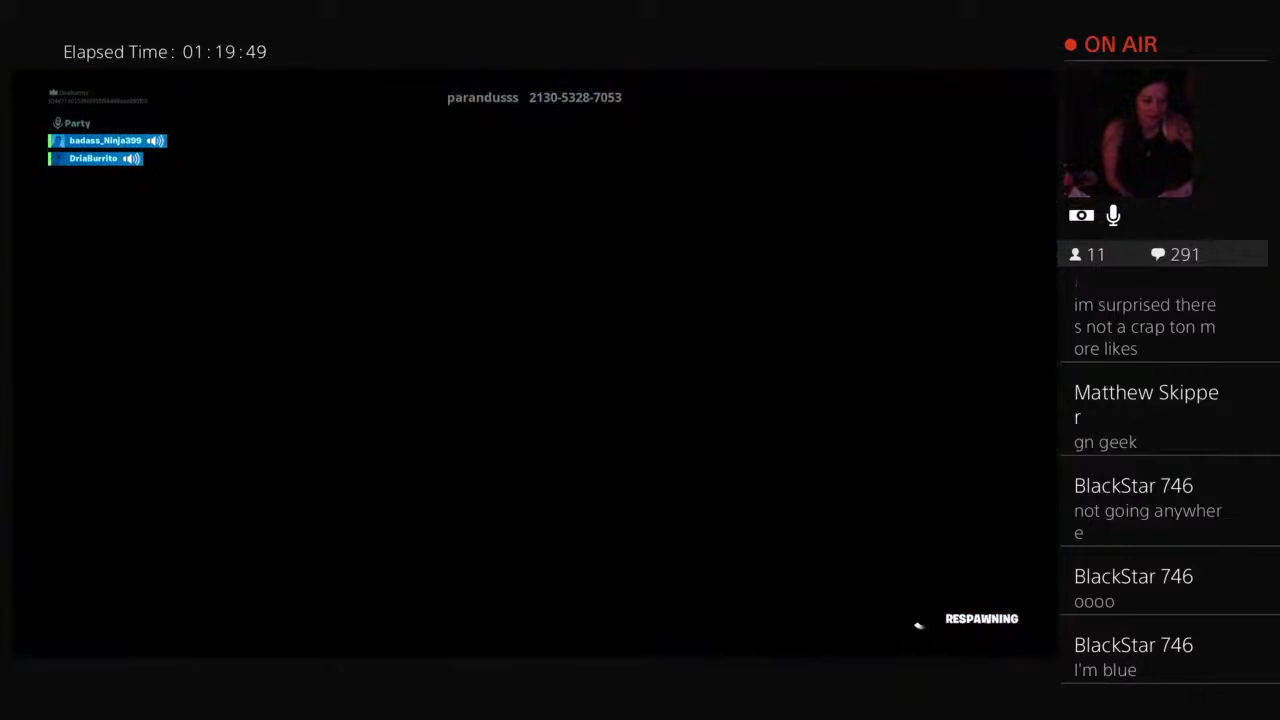 Elapsed Time: 01:19:49
ON AIR
parandusss 2130-5328-7053
Party
badass_Ninja399
DriaBurrito
11 291
im surprised there
s not a crap ton m
ore likes
Matthew Skippe
r
gn geek
BlackStar 746
not going anywher
e
BlackStar 746
oooo
BlackStar 746
I'm blue
RESPAWNING